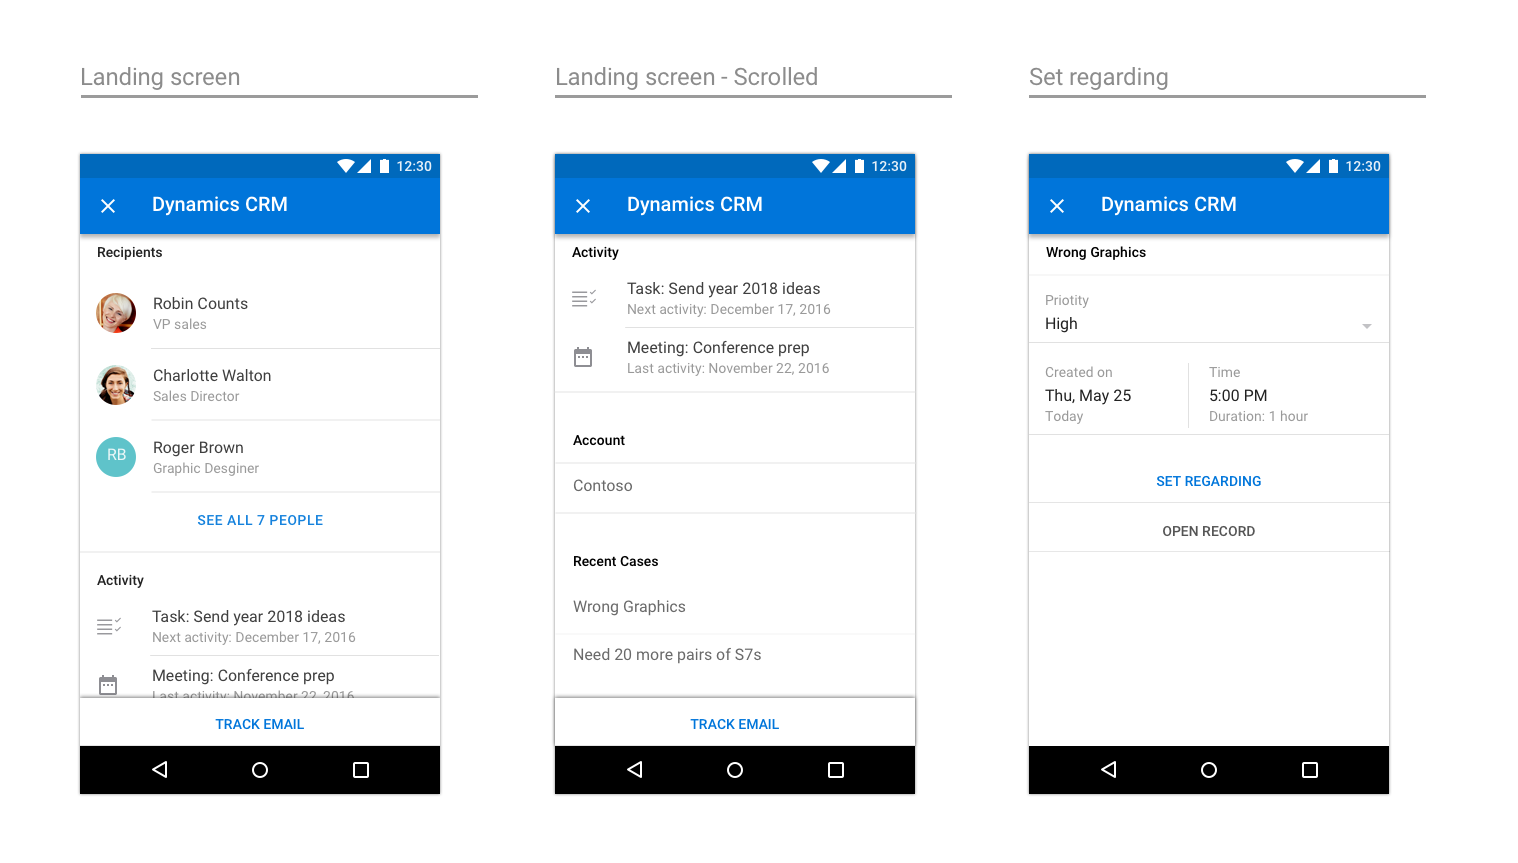 Landing screen
12:30
Dynamics CRM
Recipients
Robin Counts
VP sales
Charlotte Walton
Sales Director
RB
Roger Brown
Graphic Desginer
SEE ALL 7 PEOPLE
Activity
Task: Send year 2018 ideas
Next activity: December 17, 2016
Meeting: Conference prep
Last activity: November 22, 2016
TRACK EMAIL
Landing screen - Scrolled
12:30
Dynamics CRM
Activity
Task: Send year 2018 ideas
Next activity: December 17, 2016
Meeting: Conference prep
Last activity: November 22, 2016
Account
Contoso
Recent Cases
Wrong Graphics
Need 20 more pairs of S7s
TRACK EMAIL
Set regarding
12:30
Dynamics CRM
Wrong Graphics
Priotity
High
Created on
Thu, May 25
Today
Time
5:00 PM
Duration: 1 hour
SET REGARDING
OPEN RECORD